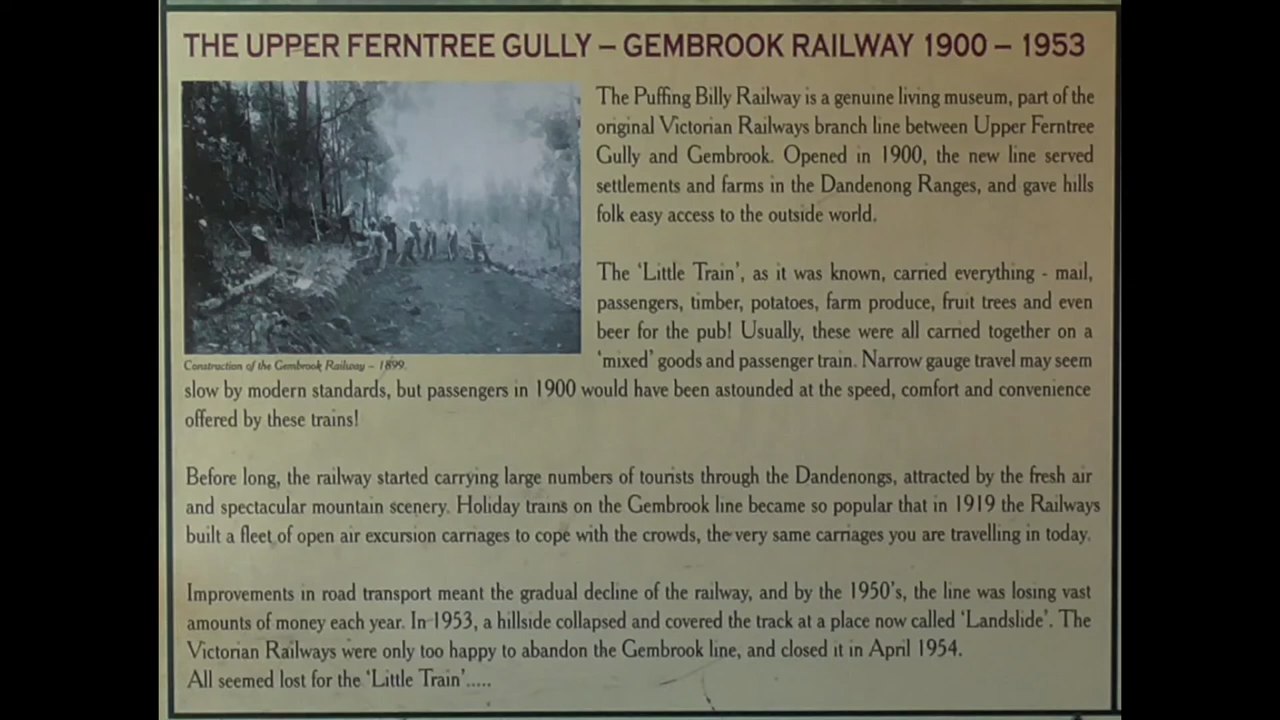 THE UPPER FERNTREE GULLY – GEMBROOK RAILWAY 1900 – 1953
The Puffing Billy Railway is a genuine living museum, part of the
original Victorian Railways branch line between Upper Ferntree
Gully and Gembrook. Opened in 1900, the new line served
settlements and farms in the Dandenong Ranges, and gave hills
folk easy access to the outside world.
The ‘Little Train’, as it was known, carried everything - mail,
passengers, timber, potatoes, farm produce, fruit trees and even
beer for the pub! Usually, these were all carried together on a
‘mixed’ goods and passenger train. Narrow gauge travel may seem
Construction of the Gembrook Railway – 1899.
slow by modern standards, but passengers in 1900 would have been astounded at the speed, comfort and convenience
offered by these trains!
Before long, the railway started carrying large numbers of tourists through the Dandenongs, attracted by the fresh air
and spectacular mountain scenery. Holiday trains on the Gembrook line became so popular that in 1919 the Railways
built a fleet of open air excursion carriages to cope with the crowds, the very same carriages you are travelling in today.
Improvements in road transport meant the gradual decline of the railway, and by the 1950’s, the line was losing vast
amounts of money each year. In 1953, a hillside collapsed and covered the track at a place now called ‘Landslide’. The
Victorian Railways were only too happy to abandon the Gembrook line, and closed it in April 1954.
All seemed lost for the ‘Little Train’.....